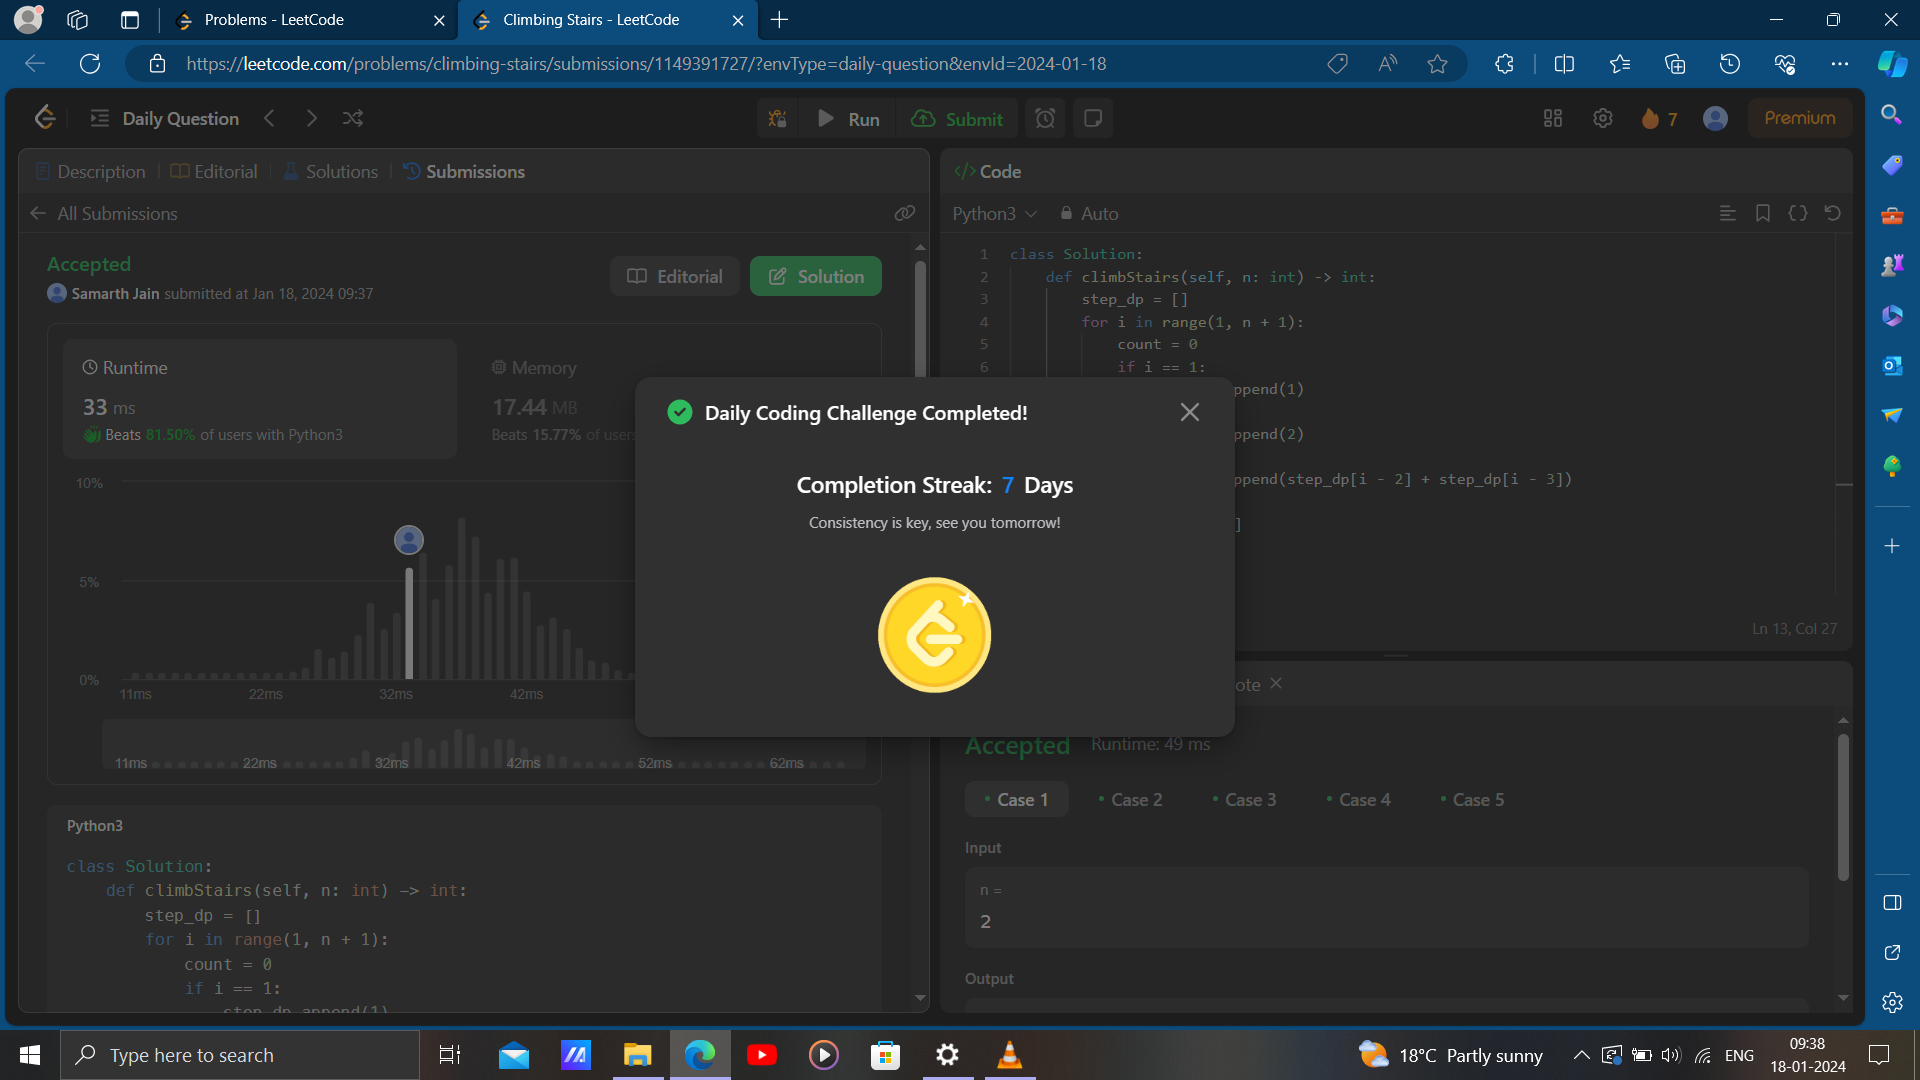 Problems - LeetCode
Climbing Stairs - LeetCode
https://leetcode.com/problems/climbing-stairs/submissions/1149391727/?envType=daily-question&envId=2024-01-18
Daily Question
Run
Submit
7
Premium
Description
Editorial
Solutions
Submissions
All Submissions
Accepted
Samarth Jain submitted at Jan 18, 2024 09:37
Editorial
Solution
Runtime
33 ms
Beats 81.50% of users with Python3
Memory
17.44 MB
Beats 15.77% of users
10%
5%
0%
11ms 22ms 32ms 42ms
11ms 22ms 32ms 42ms 52ms 62ms
Python3
class Solution:
def climbStairs(self, n: int) -> int:
step_dp = []
for i in range(1, n + 1):
count = 0
if i == 1:
step_dp.append(1)
Daily Coding Challenge Completed!
Completion Streak: 7 Days
Consistency is key, see you tomorrow!
</> Code
Python3
Auto
1 class Solution:
2 def climbStairs(self, n: int) -> int:
3 step_dp = []
4 for i in range(1, n + 1):
5 count = 0
6 if i == 1:
ppend(1)
ppend(2)
ppend(step_dp[i - 2] + step_dp[i - 3])
]
Ln 13, Col 27
ote
Accepted
Runtime: 49 ms
Case 1
Case 2
Case 3
Case 4
Case 5
Input
n =
2
Output
Type here to search
18°C Partly sunny
ENG
09:38
18-01-2024